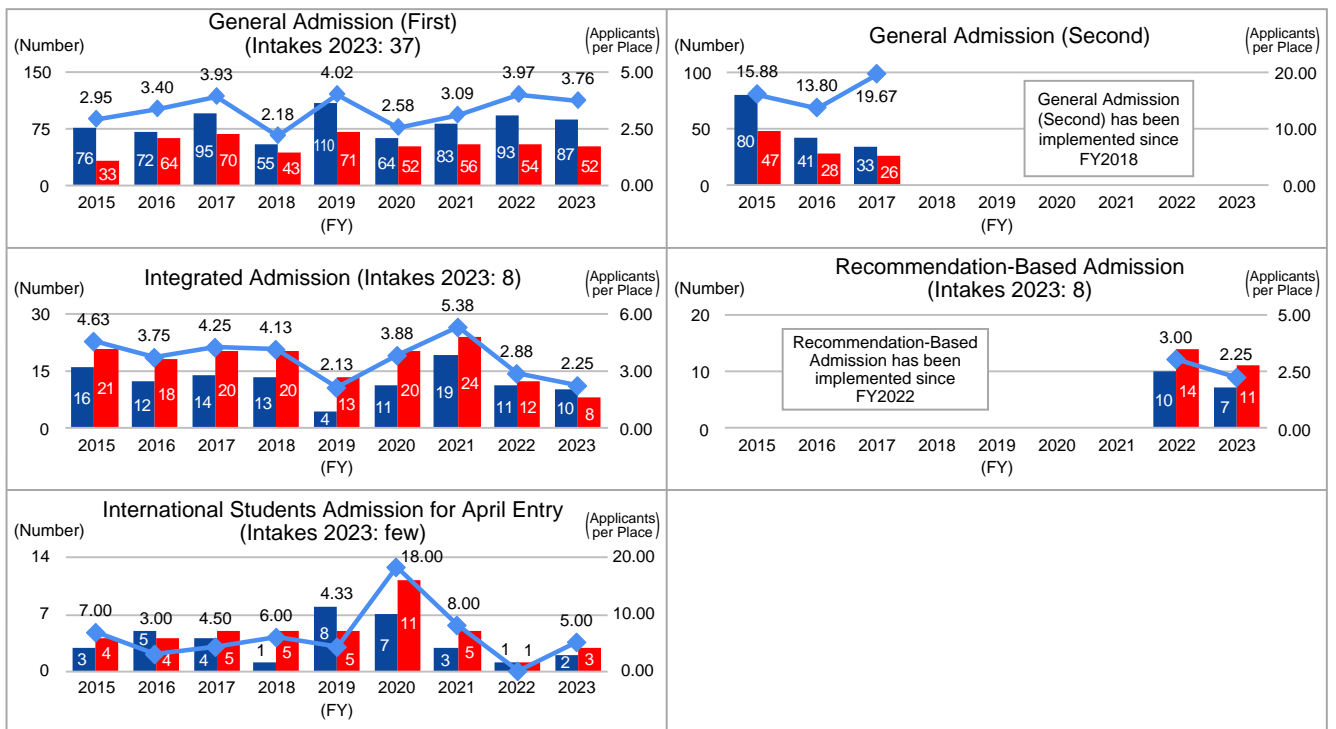 General Admission (First)
(Intakes 2023: 37)
(Number)
(Applicants
per Place)
150
75
0
5.00
2.50
0.00
2.95
3.40
3.93
2.18
4.02
2.58
3.09
3.97
3.76
76 33 72 64 95 70 55 43 110 71 64 52 83 56 93 54 87 52
2015 2016 2017 2018 2019 2020 2021 2022 2023
(FY)
General Admission (Second)
(Number)
(Applicants
per Place)
100
50
0
20.00
10.00
0.00
15.88
13.80
19.67
80 47 41 28 33 26
General Admission
(Second) has been
implemented since
FY2018
2015 2016 2017 2018 2019 2020 2021 2022 2023
(FY)
Integrated Admission (Intakes 2023: 8)
(Number)
(Applicants
per Place)
30
15
0
6.00
3.00
0.00
4.63
3.75
4.25
4.13
2.13
3.88
5.38
2.88
2.25
16 21 12 18 14 20 13 20 4 13 11 20 19 24 11 12 10 8
2015 2016 2017 2018 2019 2020 2021 2022 2023
(FY)
Recommendation-Based Admission
(Intakes 2023: 8)
(Number)
(Applicants
per Place)
20
10
0
5.00
2.50
0.00
Recommendation-Based
Admission has been
implemented since
FY2022
3.00
2.25
10 14 7 11
2015 2016 2017 2018 2019 2020 2021 2022 2023
(FY)
International Students Admission for April Entry
(Intakes 2023: few)
(Number)
(Applicants
per Place)
14
7
0
20.00
10.00
0.00
7.00
3.00
4.50
6.00
4.33
18.00
8.00
5.00
3 4 5 4 4 5 1 5 8 5 7 11 3 5 1 1 2 3
2015 2016 2017 2018 2019 2020 2021 2022 2023
(FY)